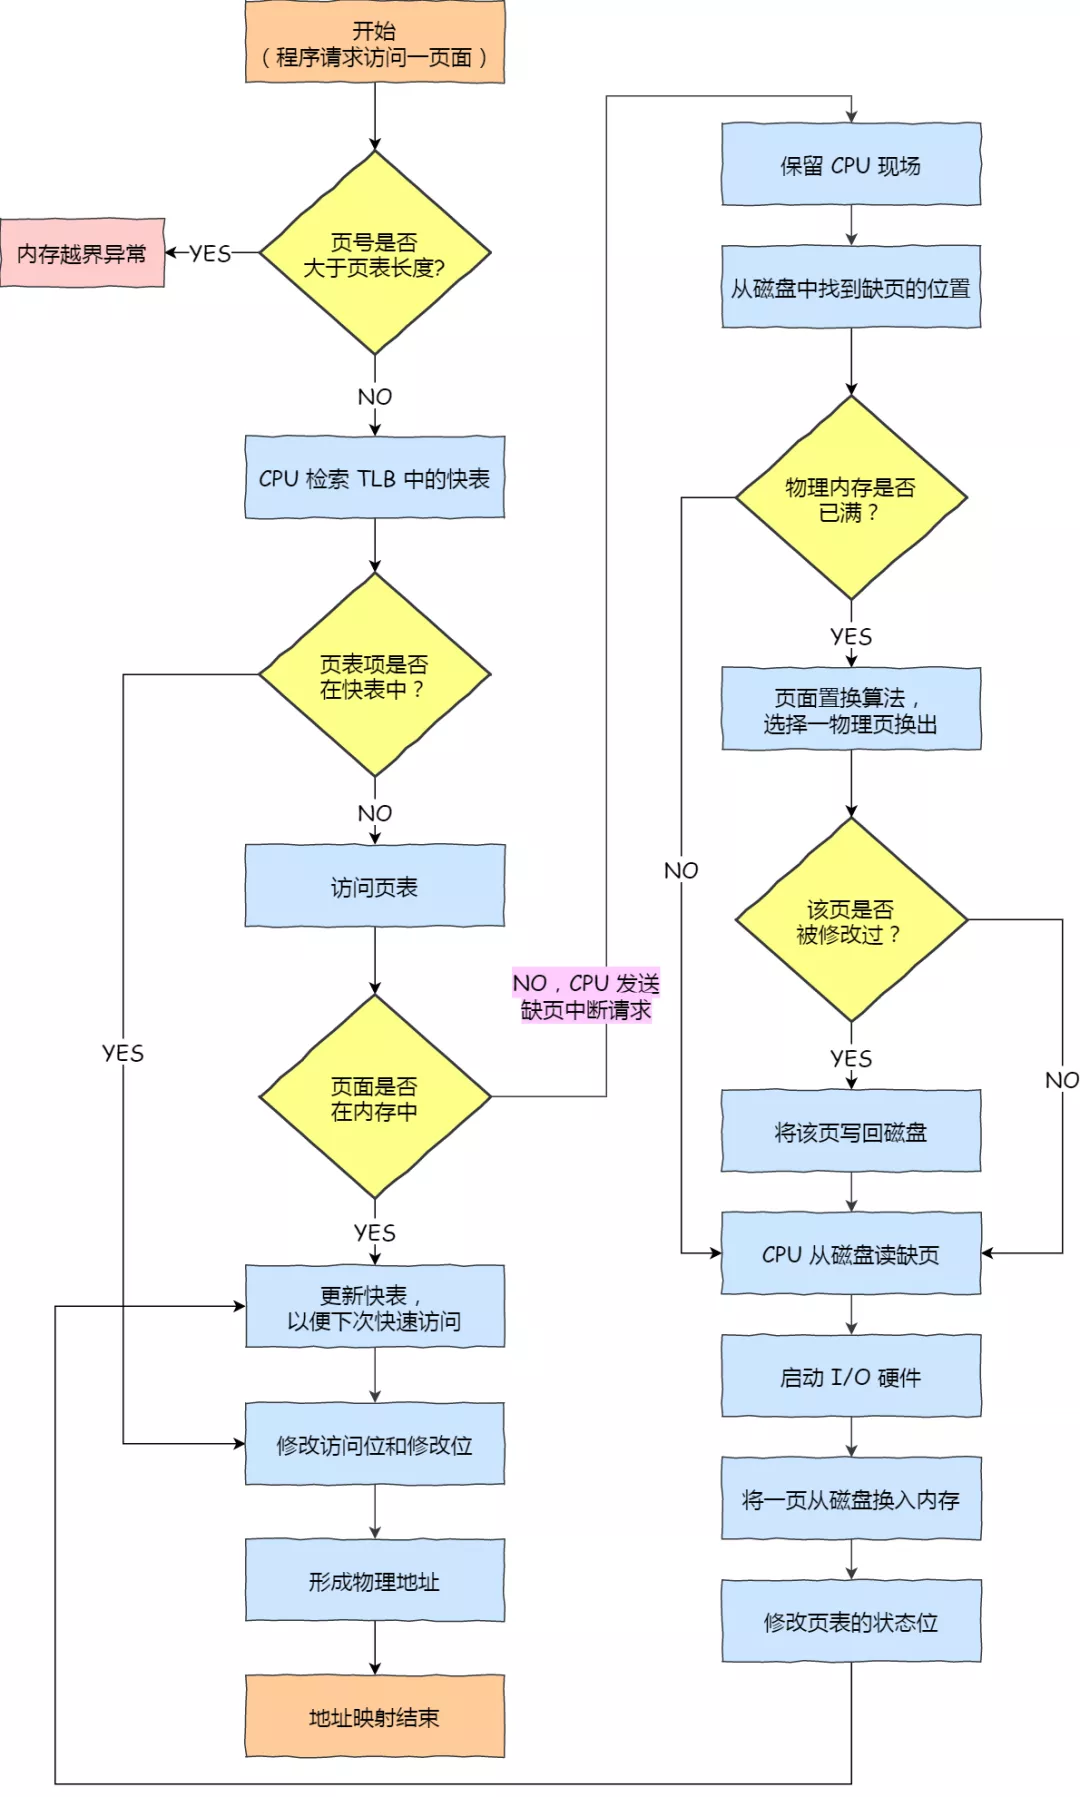 开始
（程序请求访问一页面）
页号是否
大于页表长度?
YES
内存越界异常
NO
CPU 检索 TLB 中的快表
页表项是否
在快表中？
NO
访问页表
YES
页面是否
在内存中
NO，CPU 发送
缺页中断请求
YES
更新快表，
以便下次快速访问
修改访问位和修改位
形成物理地址
地址映射结束
保留 CPU 现场
从磁盘中找到缺页的位置
物理内存是否
已满？
YES
页面置换算法，
选择一物理页换出
NO
该页是否
被修改过？
YES
NO
将该页写回磁盘
CPU 从磁盘读缺页
启动 I/O 硬件
将一页从磁盘换入内存
修改页表的状态位